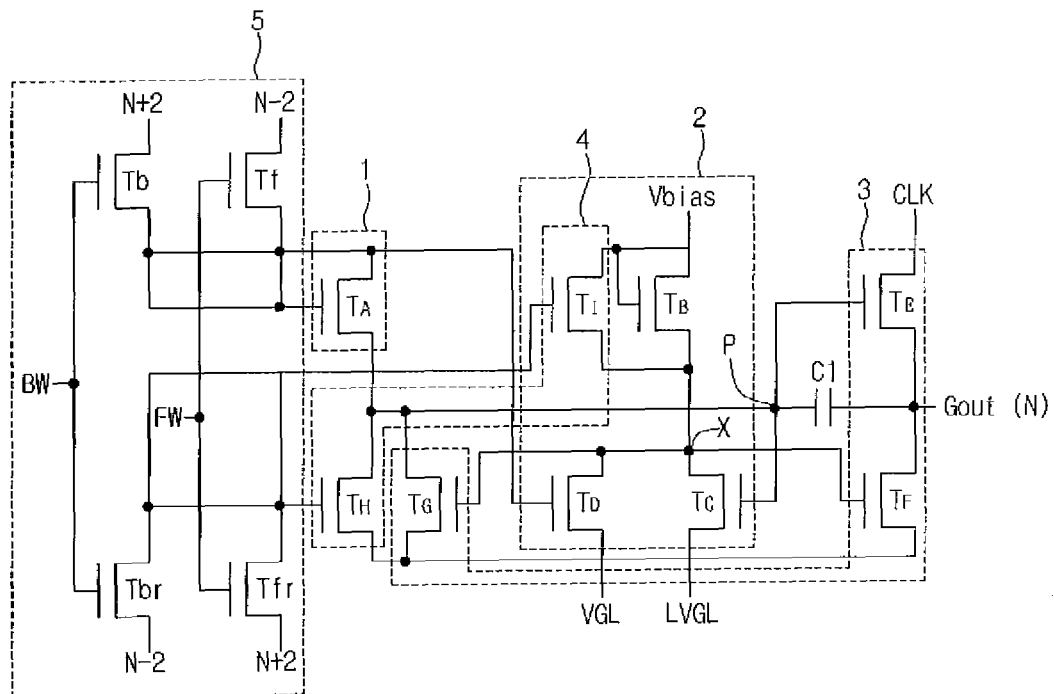 5
N+2
N-2
2
4
1
Vbias
3
CLK
Tb
Tf
TA
TI
TB
TE
P
C1
BW
FW
Gout (N)
X
TH
TG
TD
TC
TF
Tbr
Tfr
VGL
LVGL
N-2
N+2